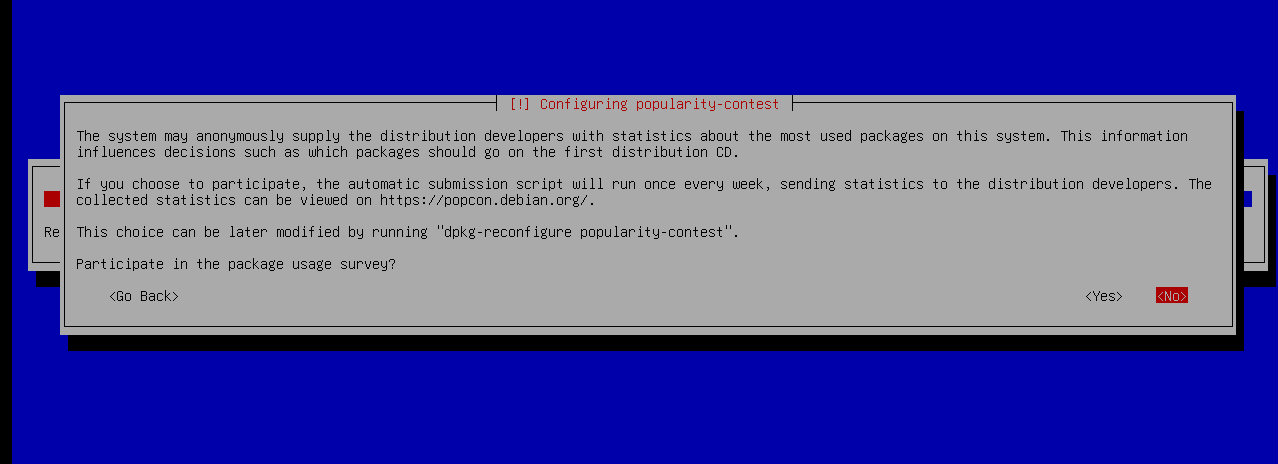 [!] Configuring popularity-contest
The system may anonymously supply the distribution developers with statistics about the most used packages on this system. This information
influences decisions such as which packages should go on the first distribution CD.
If you choose to participate, the automatic submission script will run once every week, sending statistics to the distribution developers. The
collected statistics can be viewed on https://popcon.debian.org/.
Re
This choice can be later modified by running "dpkg-reconfigure popularity-contest".
Participate in the package usage survey?
<Go Back> <Yes> <No>